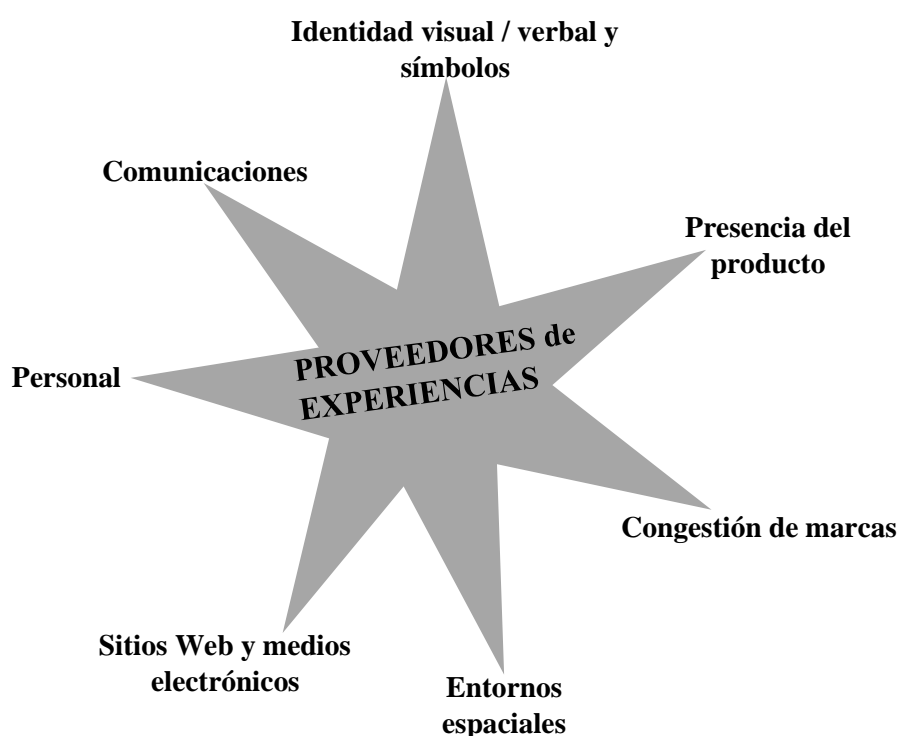 Identidad visual / verbal y
símbolos
Comunicaciones
Presencia del
producto
PROVEEDORES de
EXPERIENCIAS
Personal
Congestión de marcas
Sitios Web y medios
electrónicos
Entornos
espaciales